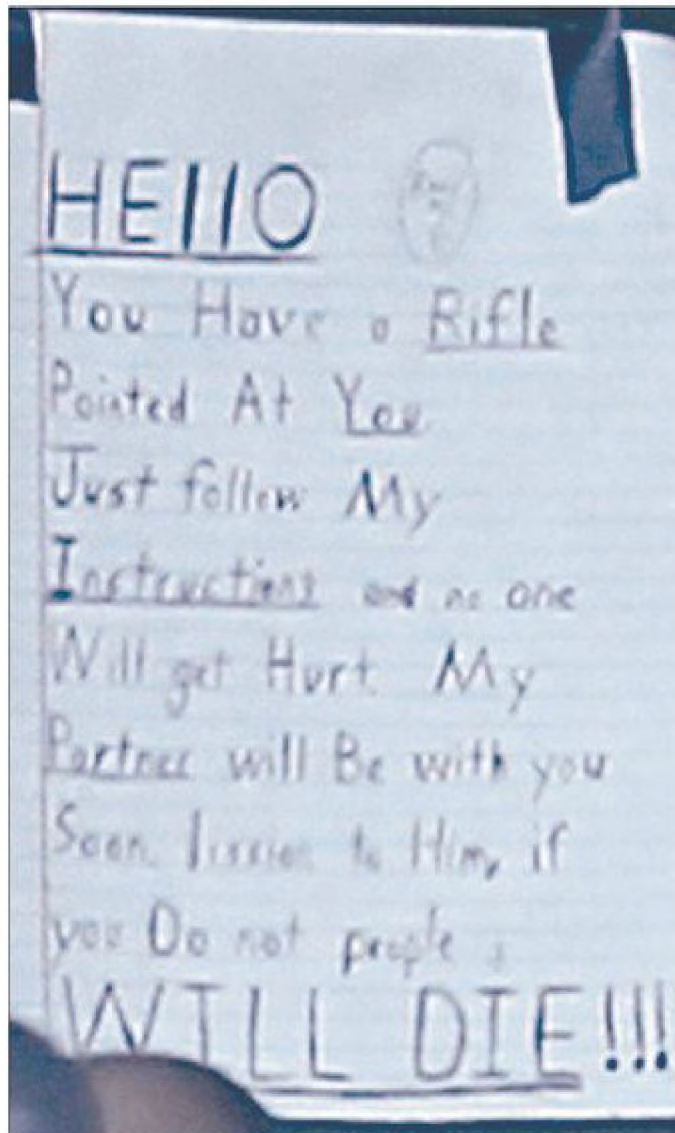 HEllO
You Have a Rifle
Pointed At You
Just follow My
Instructions and no one
Will get Hurt My
Partner will Be with you
Soon. to Him, if
you Do not people
WILL DIE!!!